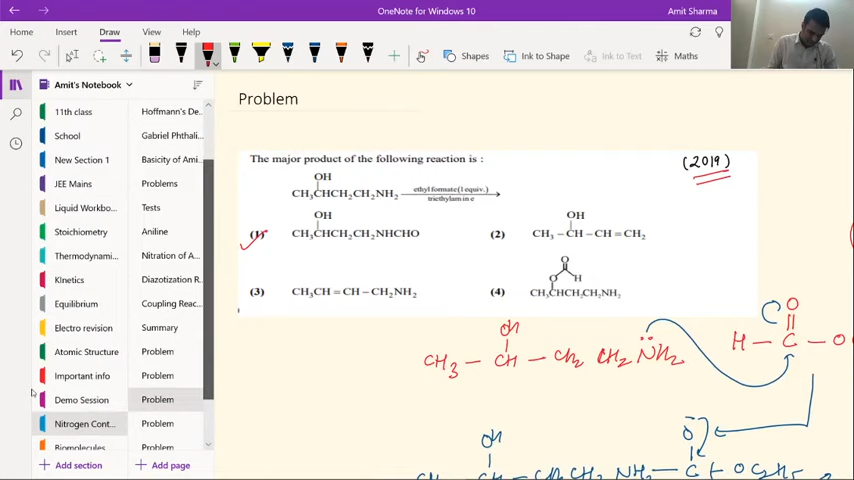 OneNote for Windows 10
Amit Sharma
Home Insert Draw View Help
Shapes Ink to Shape Ink to Text Maths
Amit's Notebook
11th class
School
New Section 1
JEE Mains
Liquid Workbo...
Stoichiometry
Thermodynami...
KInetics
Equilibrium
Electro revision
Atomic Structure
Important info
Demo Session
Nitrogen Cont...
Biomolecules
Add section
Hoffmann's De...
Gabriel Phthali...
Basicity of Ami...
Problems
Tests
Aniline
Nitration of A...
Diazotization R...
Coupling Reac...
Summary
Problem
Problem
Problem
Problem
Problem
Add page
Problem
The major product of the following reaction is :
(2019)
OH
CH3CHCH2CH2NH2
ethyl formate (1 equiv.)
triethylamine
(1)
OH
CH3CHCH2CH2NHCHO
(2)
OH
CH3 – CH – CH = CH2
(3) CH3CH = CH – CH2NH2
(4)
O
O H
CH3CHCH2CH2NH2
OH
CH3 – CH – CH2 CH2 NH2
O
H – C – O
OH
O-
NH2 – C – OC2H5